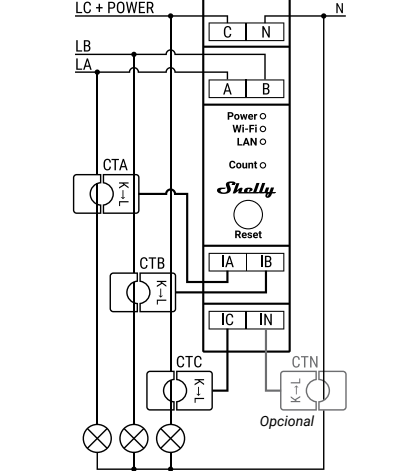 LC + POWER
N
C N
LB
LA
A B
Power
Wi-Fi
LAN
Count
CTA
K→L
Shelly
Reset
CTB
K→L
IA IB
IC IN
CTC
K→L
CTN
K→L
Optional